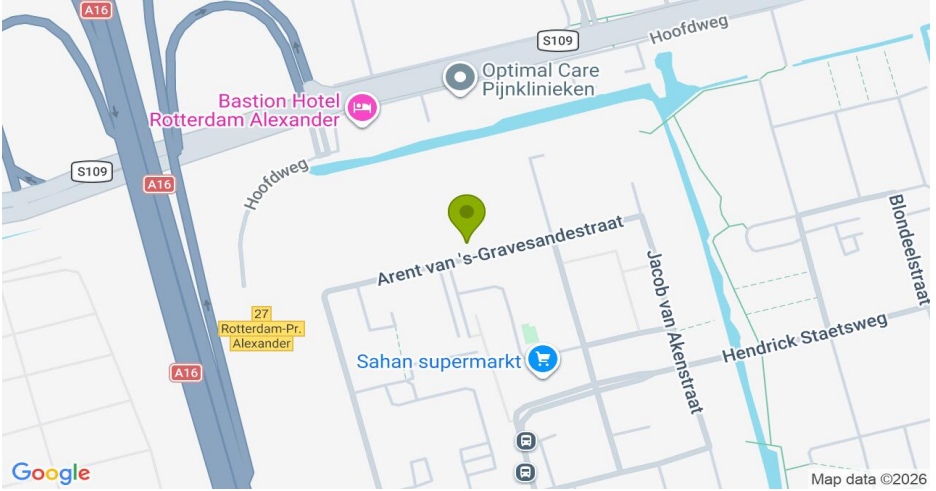 A16
S109
Hoofdweg
Optimal Care
Pijnklinieken
Bastion Hotel
Rotterdam Alexander
S109
A16
Hoofdweg
Blondeelstraat
Arent van 's-Gravesandestraat
Jacob van Akenstraat
27
Rotterdam-Pr.
Alexander
Hendrick Staetsweg
Sahan supermarkt
A16
Google
Map data ©2026